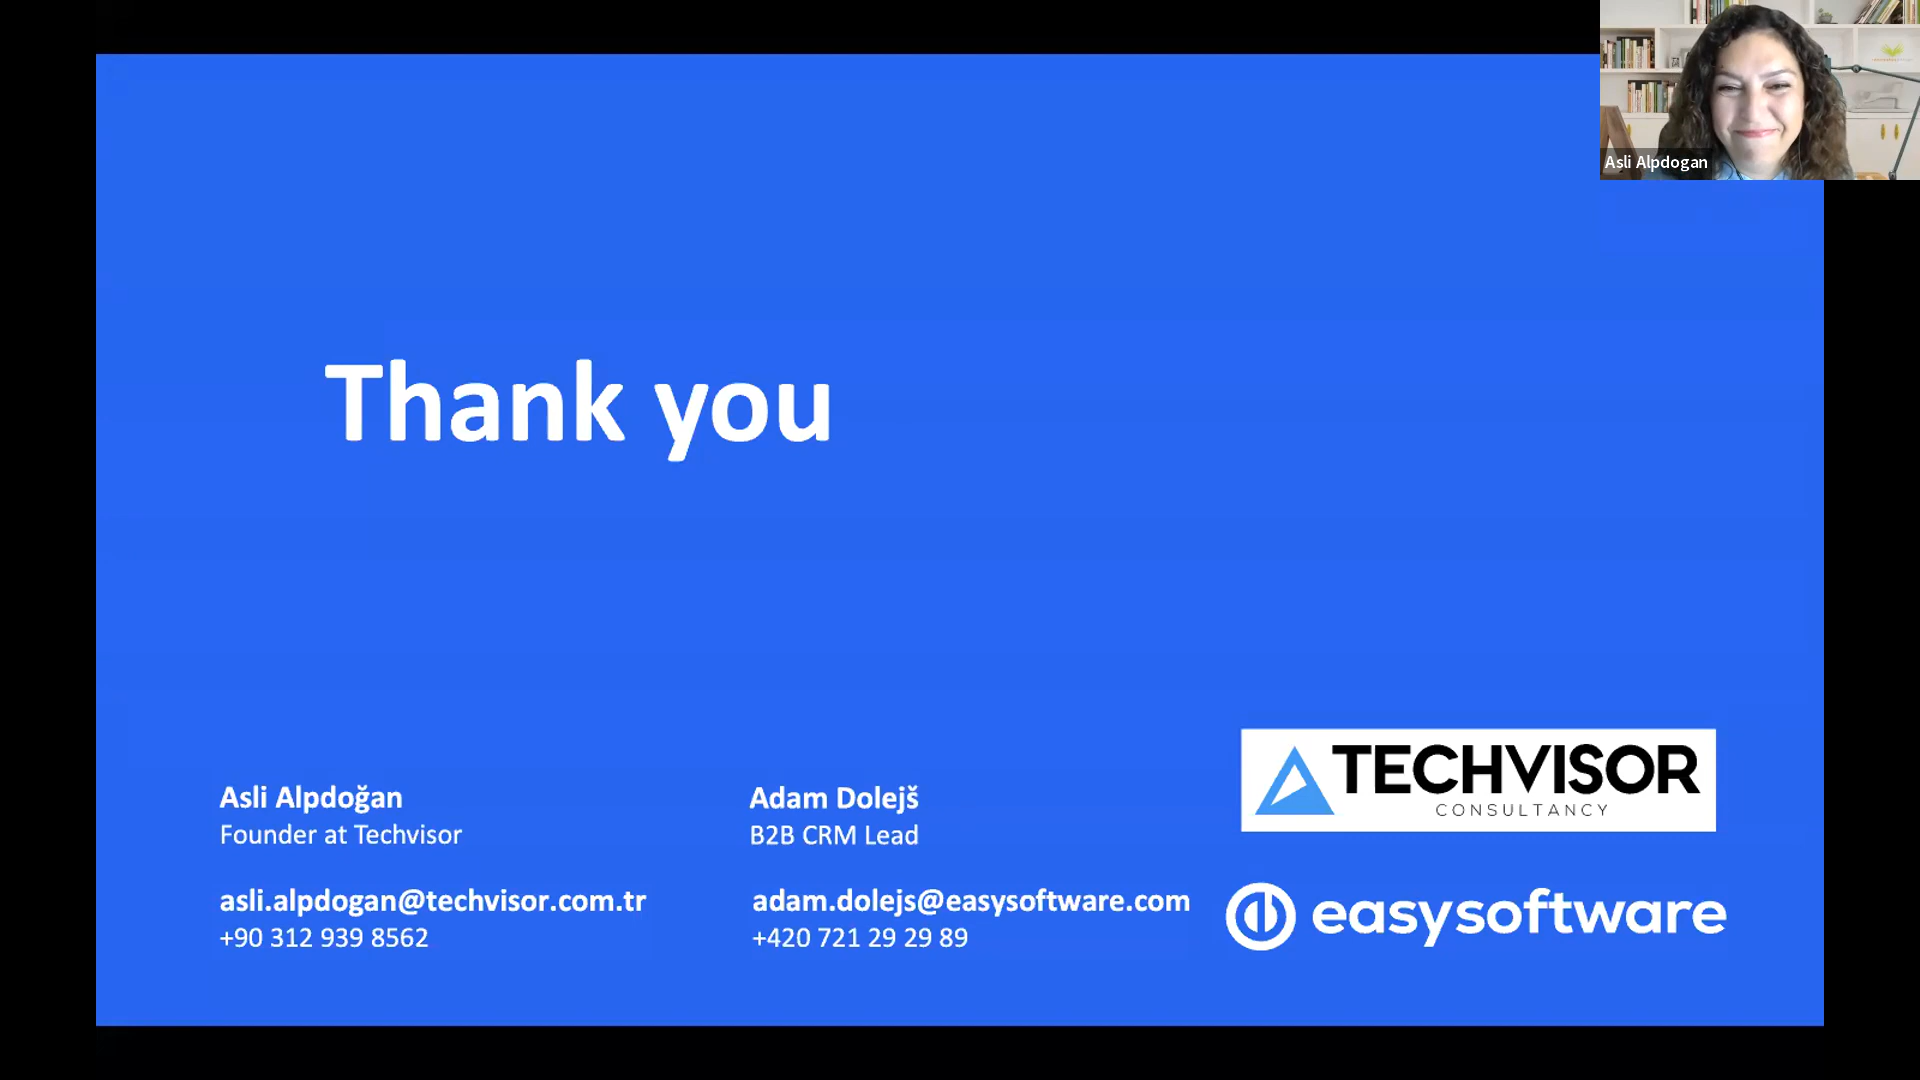 Asli Alpdogan
Thank you
Asli Alpdoğan
Founder at Techvisor
asli.alpdogan@techvisor.com.tr
+90 312 939 8562
Adam Dolejš
B2B CRM Lead
adam.dolejs@easysoftware.com
+420 721 29 29 89
TECHVISOR
CONSULTANCY
easysoftware